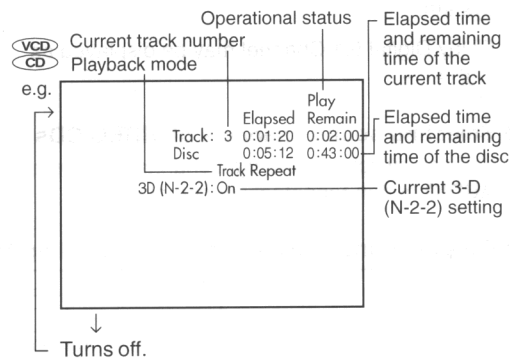 Operational status
VCD
CD
Current track number
Playback mode
Elapsed time
and remaining
time of the
current track
e.g.
Play
Elapsed Remain
Track: 3 0:01:20 0:02:00
Disc 0:05:12 0:43:00
Track Repeat
3D (N-2-2): On
Elapsed time
and remaining
time of the disc
Current 3-D
(N-2-2) setting
Turns off.